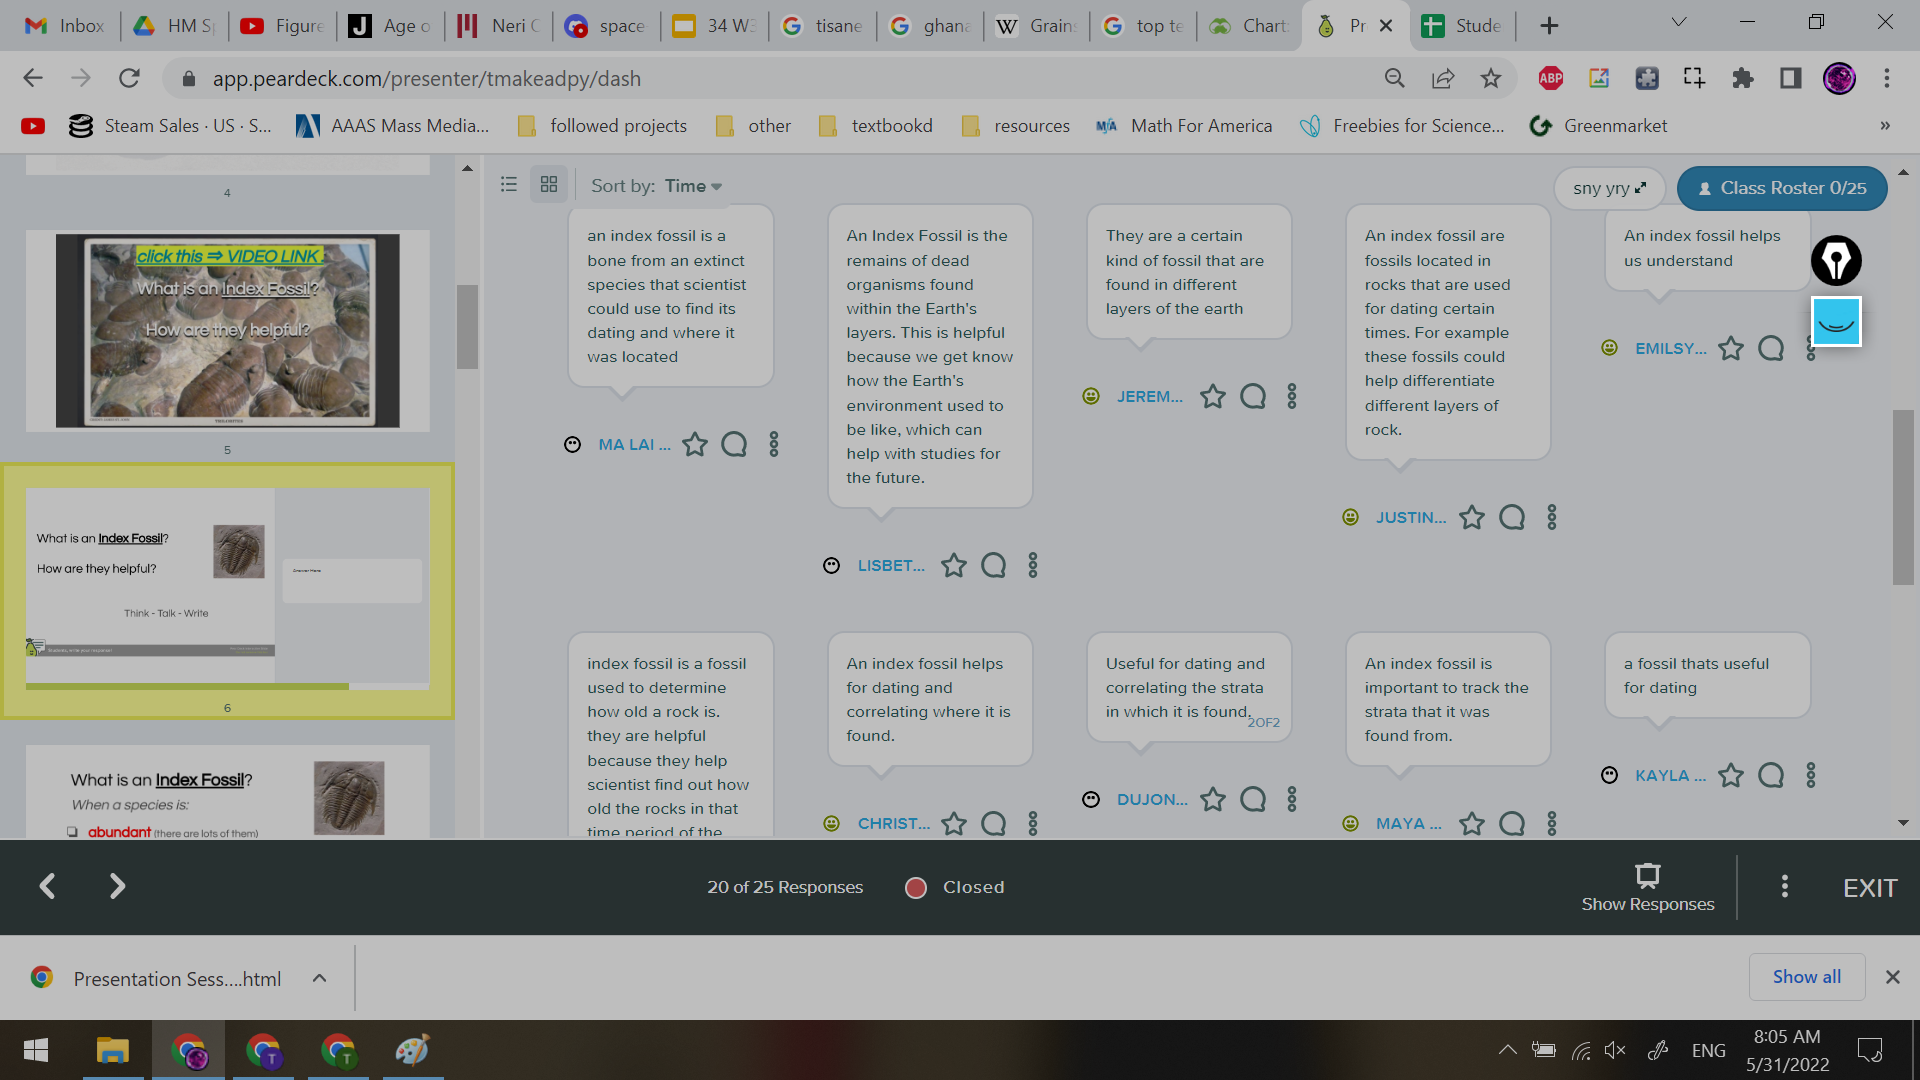 Inbox
HM Sp
Figure
Age o
Neri O
space
34 W3
tisane
ghana
Grain
top te
Chart
Pe
Stude
app.peardeck.com/presenter/tmakeadpy/dash
ABP
Steam Sales · US · S...
AAAS Mass Media...
followed projects
other
textbookd
resources
Math For America
Freebies for Science...
Greenmarket
»
4
click this ⇒ VIDEO LINK
What is an Index Fossil?
How are they helpful?
5
What is an Index Fossil?
How are they helpful?
Think - Talk - Write
Students, write your response!
6
What is an Index Fossil?
When a species is:
abundant (there are lots of them)
Sort by: Time
sny yry
Class Roster 0/25
an index fossil is a
bone from an extinct
species that scientist
could use to find its
dating and where it
was located
MA LAI ...
An Index Fossil is the
remains of dead
organisms found
within the Earth's
layers. This is helpful
because we get know
how the Earth's
environment used to
be like, which can
help with studies for
the future.
LISBET...
They are a certain
kind of fossil that are
found in different
layers of the earth
JEREM...
An index fossil are
fossils located in
rocks that are used
for dating certain
times. For example
these fossils could
help differentiate
different layers of
rock.
JUSTIN...
An index fossil helps
us understand
EMILSY...
index fossil is a fossil
used to determine
how old a rock is.
they are helpful
because they help
scientist find out how
old the rocks in that
time period of the
An index fossil helps
for dating and
correlating where it is
found.
CHRIST...
Useful for dating and
correlating the strata
in which it is found.
2OF2
DUJON...
An index fossil is
important to track the
strata that it was
found from.
MAYA ...
a fossil thats useful
for dating
KAYLA ...
20 of 25 Responses
Closed
Show Responses
EXIT
Presentation Sess....html
Show all
T
T
ENG
8:05 AM
5/31/2022